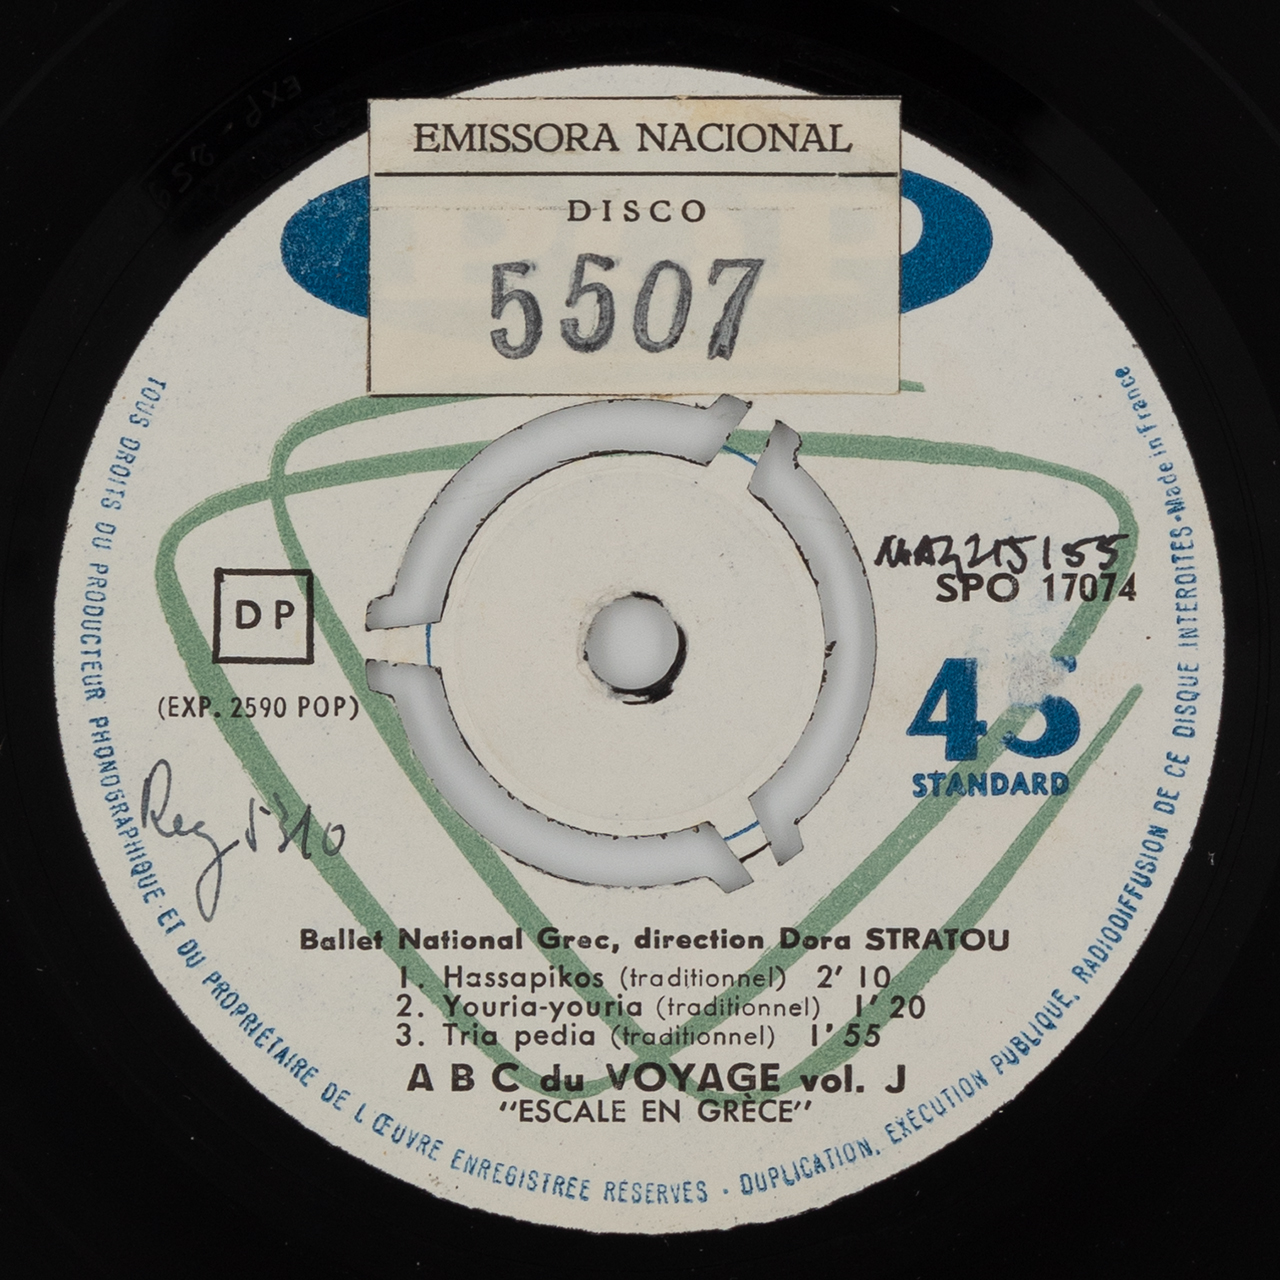 EMISSORA NACIONAL
DISCO
5507
SPO 17074
DP
45
STANDARD
(EXP. 2590 POP)
Reg 5310
Ballet National Grec, direction Dora STRATOU
1. Hassapikos (traditionnel) 2' 10
2. Youria-youria (traditionnel) 1' 20
3. Tria pedia (traditionnel) 1' 55
A B C du VOYAGE vol. J
"ESCALE EN GRÈCE"
TOUS DROITS DU PRODUCTEUR PHONOGRAPHIQUE ET DU PROPRIÉTAIRE DE L'ŒUVRE ENREGISTRÉE RÉSERVÉS · DUPLICATION, EXÉCUTION PUBLIQUE, RADIODIFFUSION DE CE DISQUE INTERDITES · Made in France